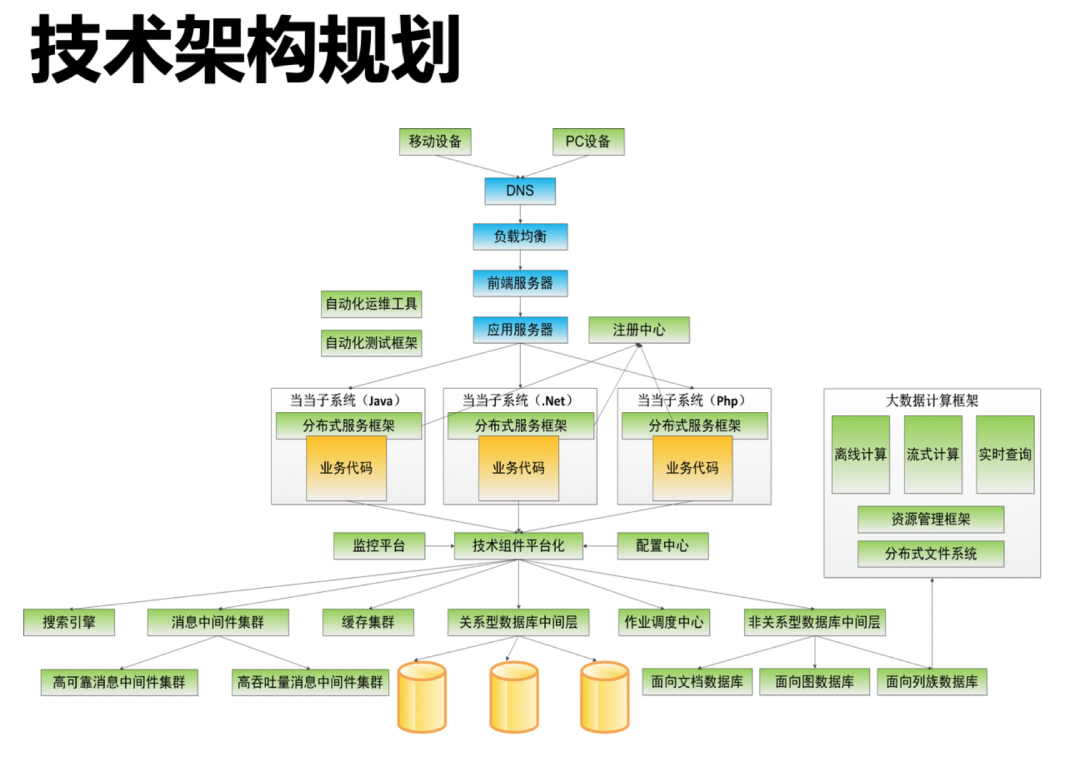 技术架构规划
移动设备
PC设备
DNS
负载均衡
前端服务器
自动化运维工具
应用服务器
注册中心
自动化测试框架
当当子系统（Java）
当当子系统（.Net）
当当子系统（Php）
大数据计算框架
分布式服务框架
分布式服务框架
分布式服务框架
业务代码
业务代码
业务代码
离线计算
流式计算
实时查询
资源管理框架
分布式文件系统
监控平台
技术组件平台化
配置中心
搜索引擎
消息中间件集群
缓存集群
关系型数据库中间层
作业调度中心
非关系型数据库中间层
高可靠消息中间件集群
高吞吐量消息中间件集群
面向文档数据库
面向图数据库
面向列族数据库